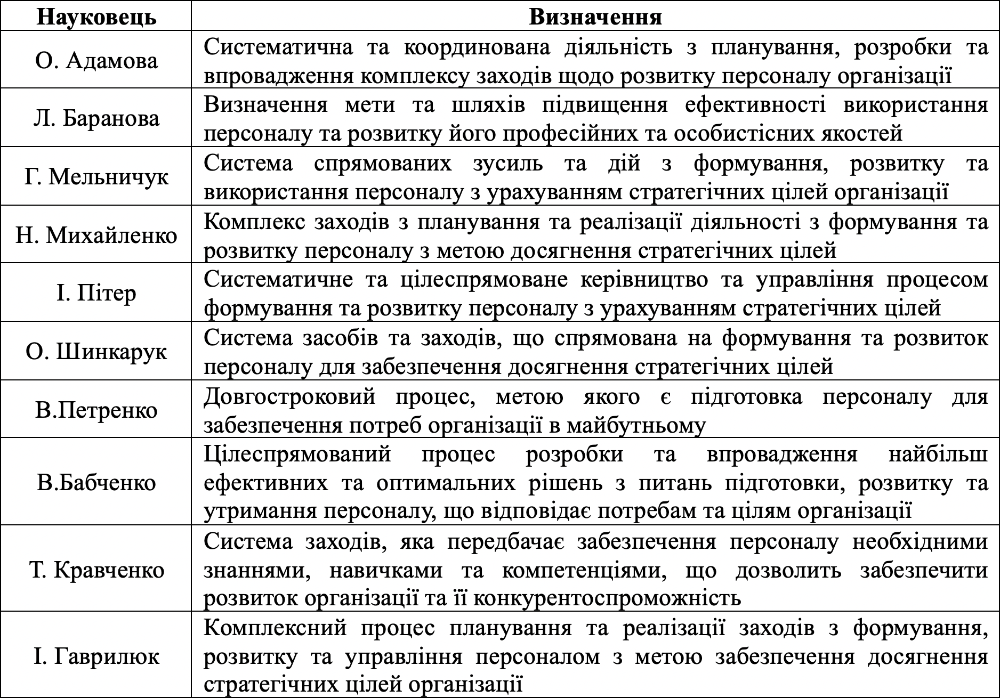 Науковець
Визначення
О. Адамова
Систематична та координована діяльність з планування, розробки та
впровадження комплексу заходів щодо розвитку персоналу організації
Л. Баранова
Визначення мети та шляхів підвищення ефективності використання
персоналу та розвитку його професійних та особистісних якостей
Г. Мельничук
Система спрямованих зусиль та дій з формування, розвитку та
використання персоналу з урахуванням стратегічних цілей організації
Н. Михайленко
Комплекс заходів з планування та реалізації діяльності з формування та
розвитку персоналу з метою досягнення стратегічних цілей
І. Пітер
Систематичне та цілеспрямоване керівництво та управління процесом
формування та розвитку персоналу з урахуванням стратегічних цілей
О. Шинкарук
Система засобів та заходів, що спрямована на формування та розвиток
персоналу для забезпечення досягнення стратегічних цілей
В.Петренко
Довгостроковий процес, метою якого є підготовка персоналу для
забезпечення потреб організації в майбутньому
В.Бабченко
Цілеспрямований процес розробки та впровадження найбільш
ефективних та оптимальних рішень з питань підготовки, розвитку та
утримання персоналу, що відповідає потребам та цілям організації
Т. Кравченко
Система заходів, яка передбачає забезпечення персоналу необхідними
знаннями, навичками та компетенціями, що дозволить забезпечити
розвиток організації та її конкурентоспроможність
І. Гаврилюк
Комплексний процес планування та реалізації заходів з формування,
розвитку та управління персоналом з метою забезпечення досягнення
стратегічних цілей організації